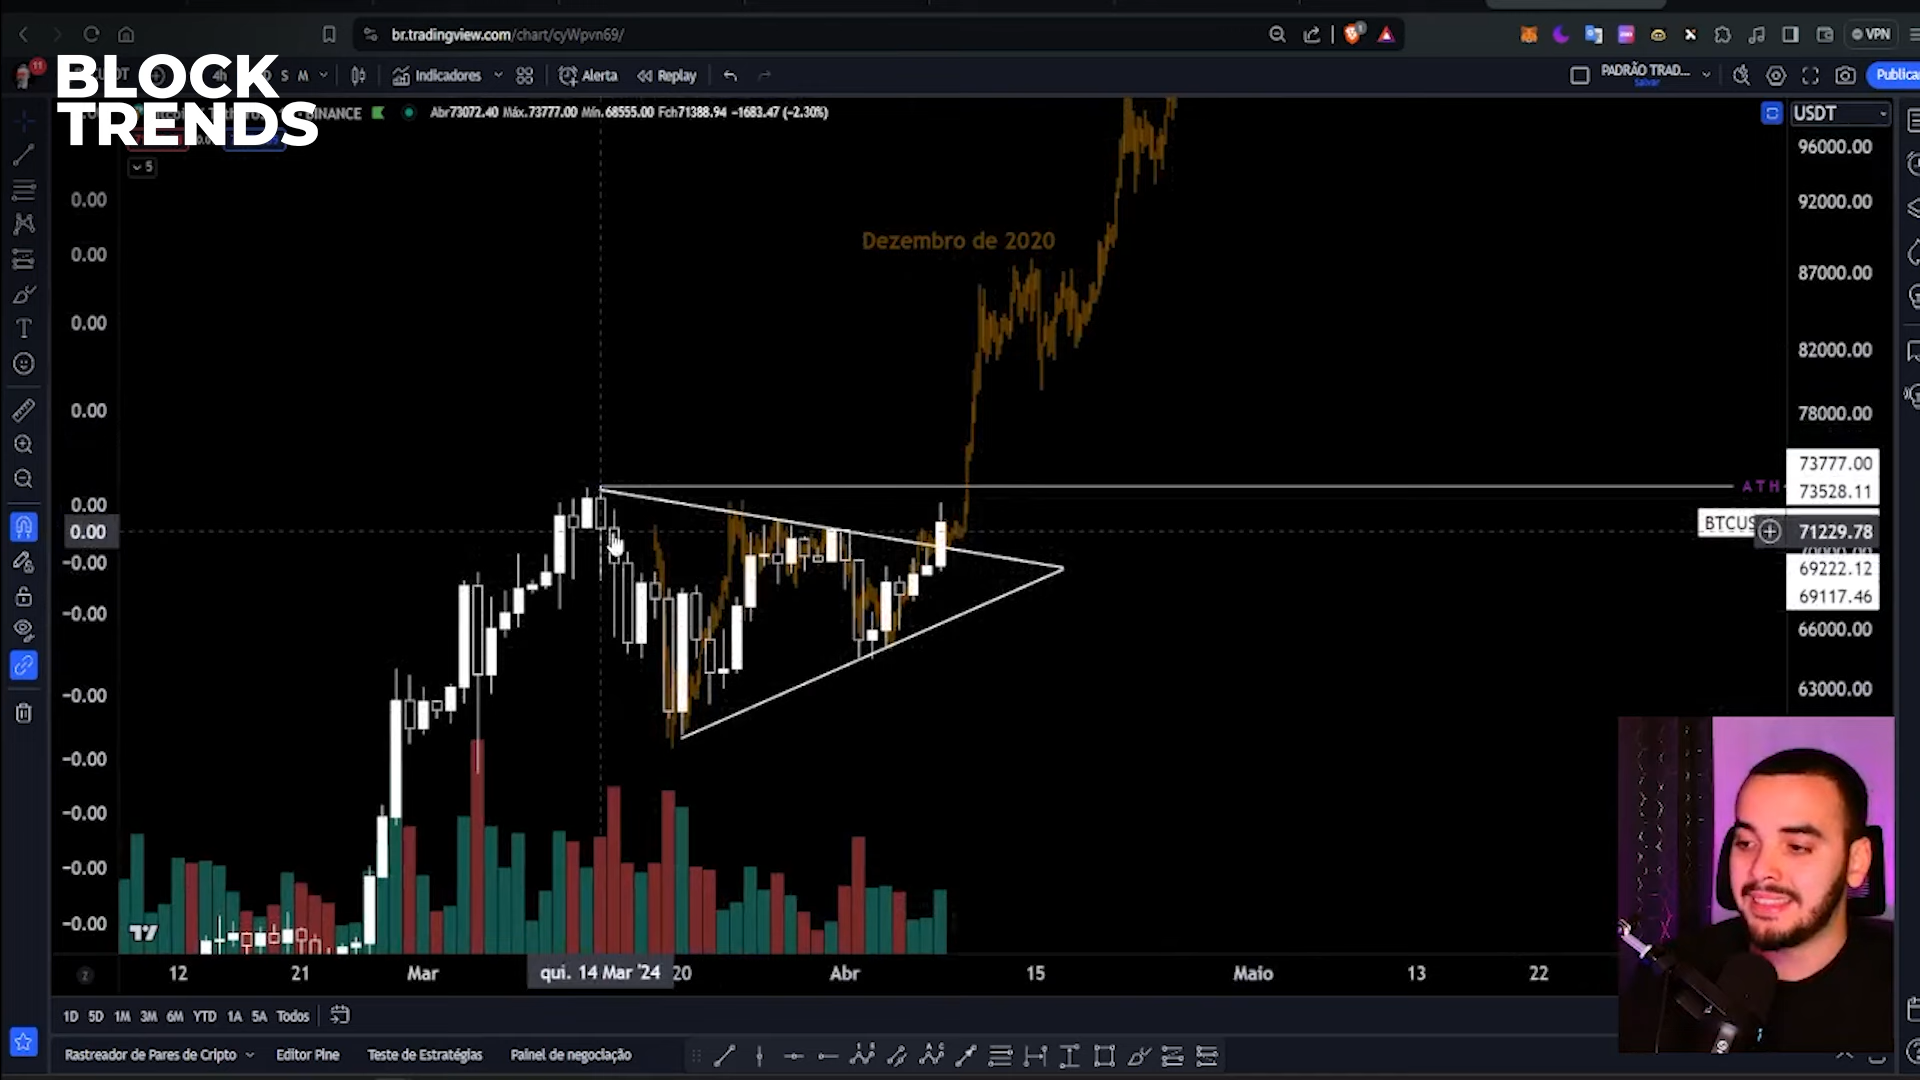 br.tradingview.com/chart/cyWpvn69/
VPN
BLOCK
TRENDS
11
4h
S M
Indicadores
Alerta
Replay
PADRÃO TRAD...
Salvar
Publicar
BINANCE
Abr73072.40 Máx.73777.00 Mín.68555.00 Fch71388.94 −1683.47 (−2.30%)
USDT
5
96000.00
92000.00
87000.00
82000.00
78000.00
73777.00
73528.11
ATH
BTCUS
71229.78
69222.12
69117.46
66000.00
63000.00
0.00
0.00
0.00
0.00
0.00
0.00
−0.00
−0.00
−0.00
−0.00
−0.00
−0.00
−0.00
Dezembro de 2020
12
21
Mar
qui. 14 Mar '24
20
Abr
15
Maio
13
22
1D 5D 1M 3M 6M YTD 1A 5A Todos
Rastreador de Pares de Cripto
Editor Pine
Teste de Estratégias
Painel de negociação